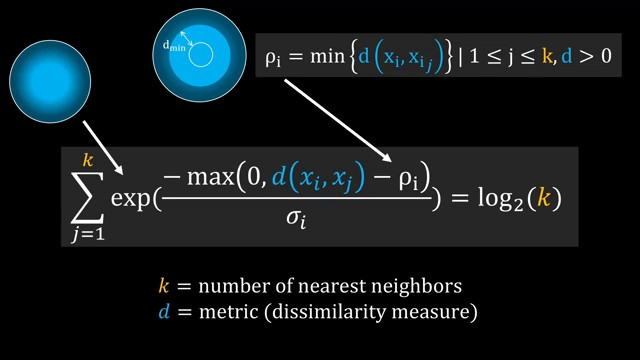 d_min
ρ_i = min { d ( x_i, x_i_j ) } | 1 ≤ j ≤ k, d > 0
∑_{j=1}^{k} exp( (− max(0, d(x_i, x_j) − ρ_i)) / σ_i ) = log_2(k)
k = number of nearest neighbors
d = metric (dissimilarity measure)